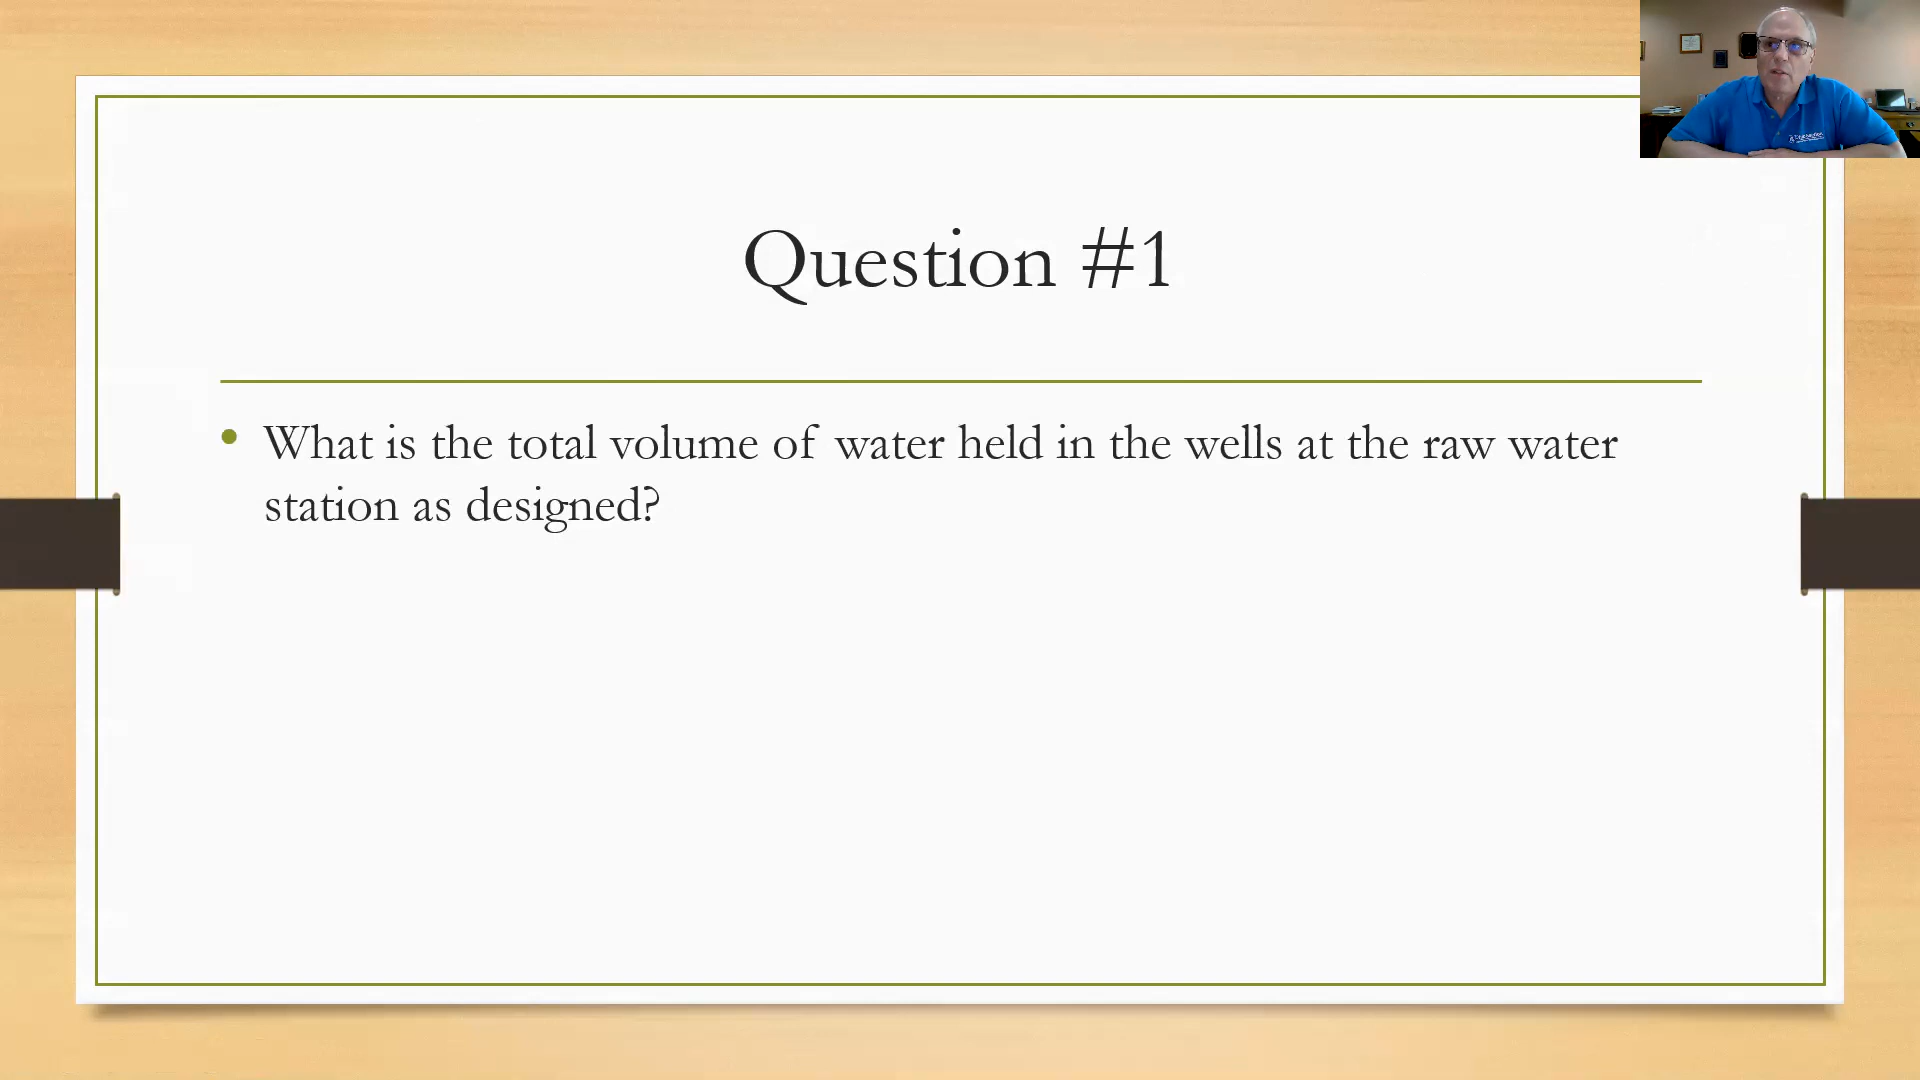 Question #1
What is the total volume of water held in the wells at the raw water
station as designed?